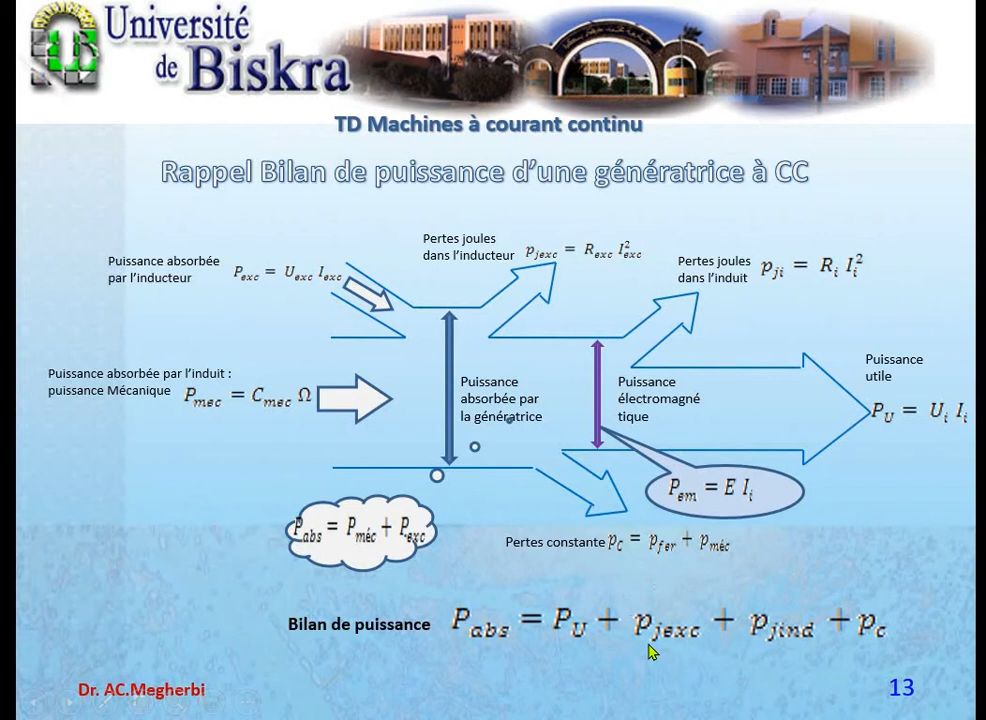 Université
de Biskra
TD Machines à courant continu
Rappel Bilan de puissance d'une génératrice à CC
Puissance absorbée
par l'inducteur
P_exc = U_exc I_exc
Pertes joules
dans l'inducteur
p_jexc = R_exc I²_exc
Pertes joules
dans l'induit
p_ji = R_i I_i²
Puissance absorbée par l'induit :
puissance Mécanique
P_mec = C_mec Ω
Puissance
absorbée par
la génératrice
Puissance
électromagné
tique
Puissance
utile
P_U = U_i I_i
P_em = E I_i
P_abs = P_méc + P_exc
Pertes constante p_C = p_fer + p_méc
Bilan de puissance P_abs = P_U + p_jexc + p_jind + p_c
Dr. AC.Megherbi
13